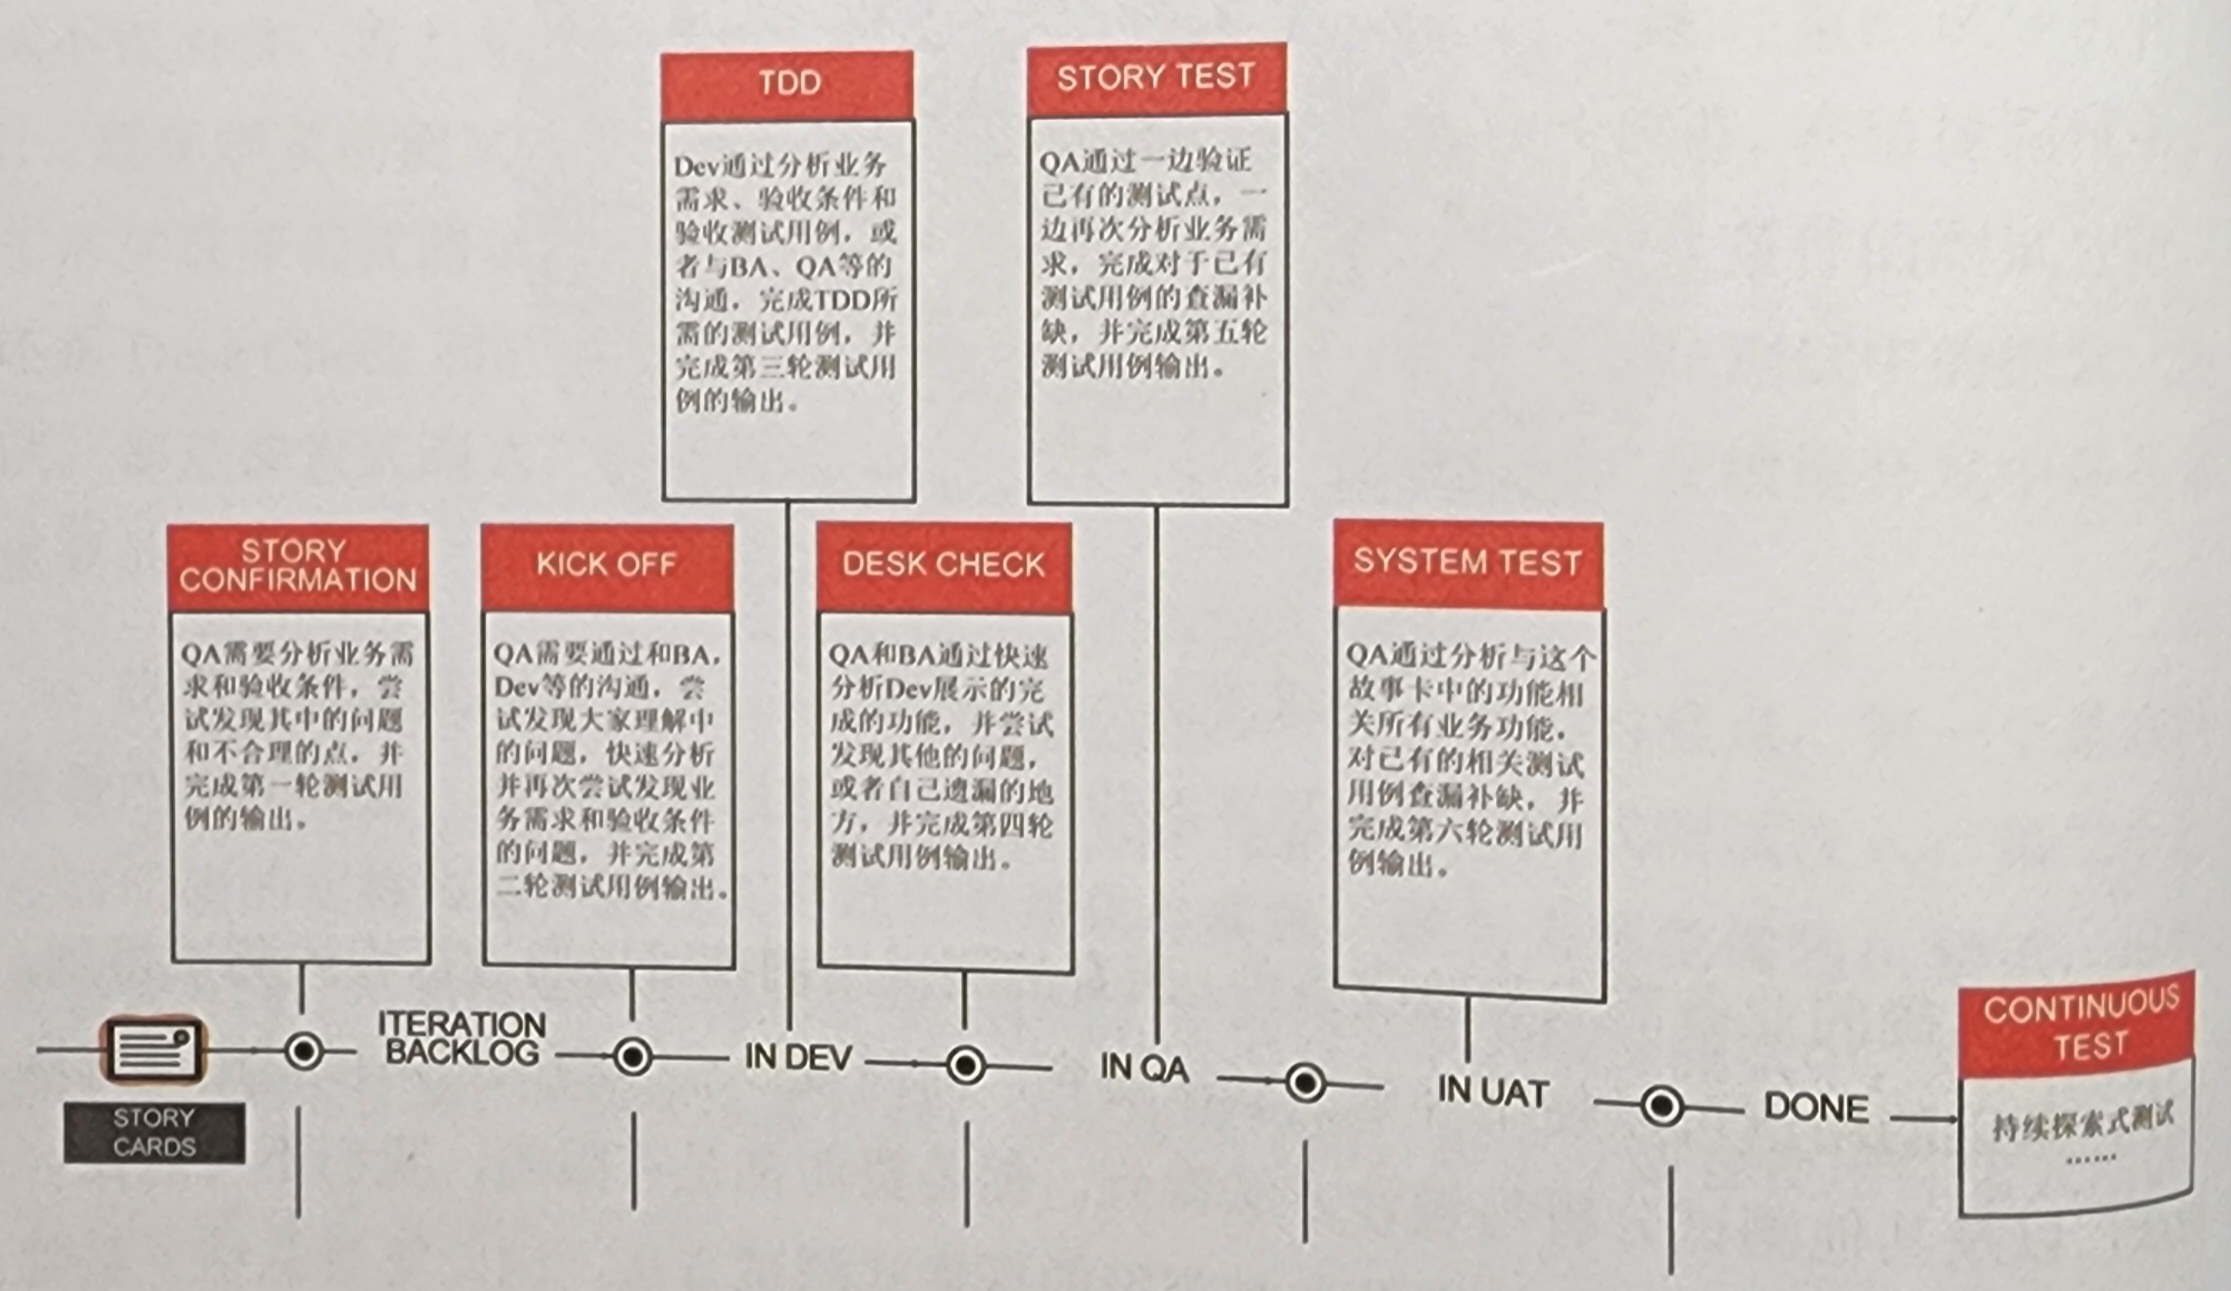 TDD
Dev通过分析业务
需求、验收条件和
验收测试用例，或
者与BA、QA等的
沟通，完成TDD所
需的测试用例，并
完成第三轮测试用
例的输出。
STORY TEST
QA通过一边验证
已有的测试点，一
边再次分析业务需
求，完成对于已有
测试用例的查漏补
缺，并完成第五轮
测试用例输出。
STORY
CONFIRMATION
QA需要分析业务需
求和验收条件，尝
试发现其中的问题
和不合理的点，并
完成第一轮测试用
例的输出。
KICK OFF
QA需要通过和BA，
Dev等的沟通，尝
试发现大家理解中
的问题，快速分析
并再次尝试发现业
务需求和验收条件
的问题，并完成第
二轮测试用例输出。
DESK CHECK
QA和BA通过快速
分析Dev展示的完
成的功能，并尝试
发现其他的问题，
或者自己遗漏的地
方，并完成第四轮
测试用例输出。
SYSTEM TEST
QA通过分析与这个
故事卡中的功能相
关所有业务功能，
对已有的相关测试
用例查漏补缺，并
完成第六轮测试用
例输出。
STORY
CARDS
ITERATION
BACKLOG
IN DEV
IN QA
IN UAT
DONE
CONTINUOUS
TEST
持续探索式测试
……